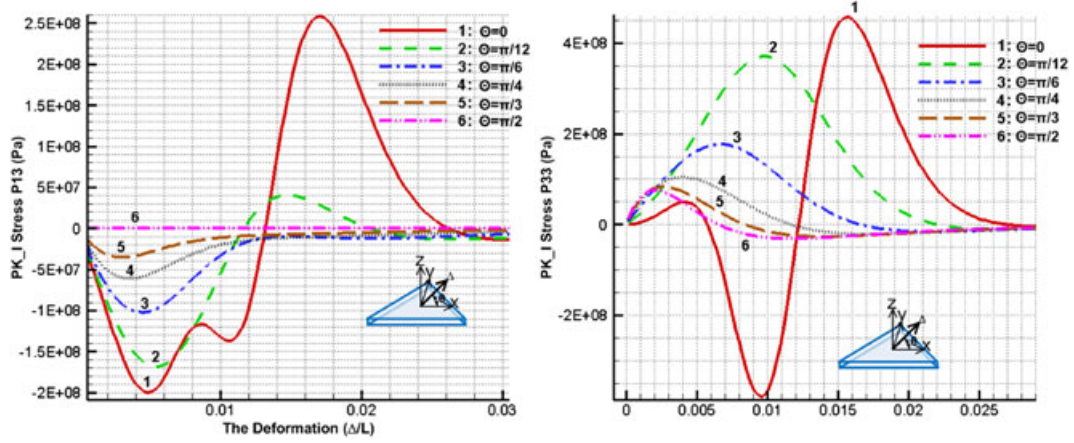 2.5E+08
2E+08
1.5E+08
1E+08
5E+07
0
-5E+07
-1E+08
-1.5E+08
-2E+08
PK_I Stress P13 (Pa)
1: Θ=0
2: Θ=π/12
3: Θ=π/6
4: Θ=π/4
5: Θ=π/3
6: Θ=π/2
6
5
4
3
2
1
Z
Y
Δ
θ
X
0.01
0.02
0.03
The Deformation (Δ/L)
4E+08
2E+08
0
-2E+08
PK_I Stress P33 (Pa)
1
2
3
4
5
6
1: Θ=0
2: Θ=π/12
3: Θ=π/6
4: Θ=π/4
5: Θ=π/3
6: Θ=π/2
Z
Y
Δ
θ
X
0
0.005
0.01
0.015
0.02
0.025